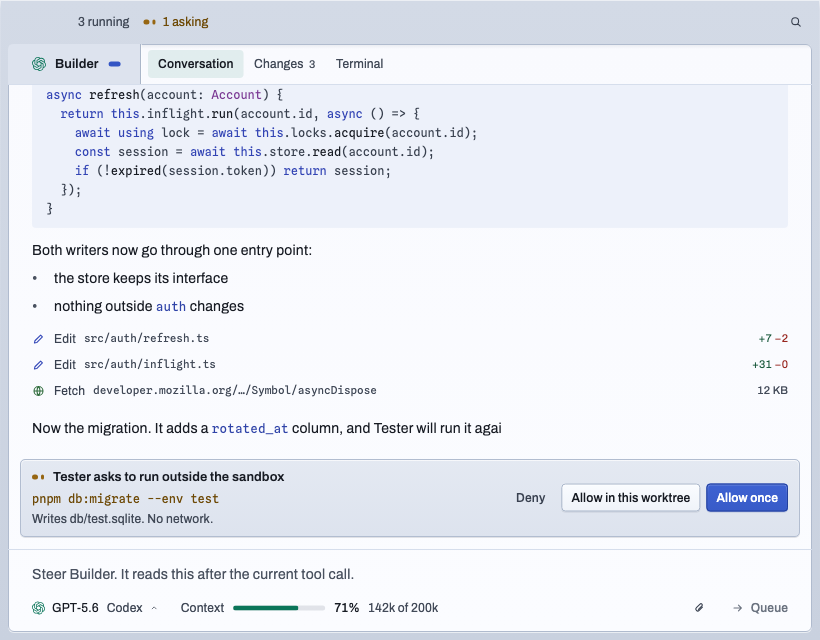 3 running 1 asking
Builder Conversation Changes 3 Terminal
async refresh(account: Account) {
return this.inflight.run(account.id, async () => {
await using lock = await this.locks.acquire(account.id);
const session = await this.store.read(account.id);
if (!expired(session.token)) return session;
});
}
Both writers now go through one entry point:
• the store keeps its interface
• nothing outside auth changes
Edit src/auth/refresh.ts +7 −2
Edit src/auth/inflight.ts +31 −0
Fetch developer.mozilla.org/…/Symbol/asyncDispose 12 KB
Now the migration. It adds a rotated_at column, and Tester will run it agai
Tester asks to run outside the sandbox
pnpm db:migrate --env test
Writes db/test.sqlite. No network.
Deny Allow in this worktree Allow once
Steer Builder. It reads this after the current tool call.
GPT-5.6 Codex Context 71% 142k of 200k Queue